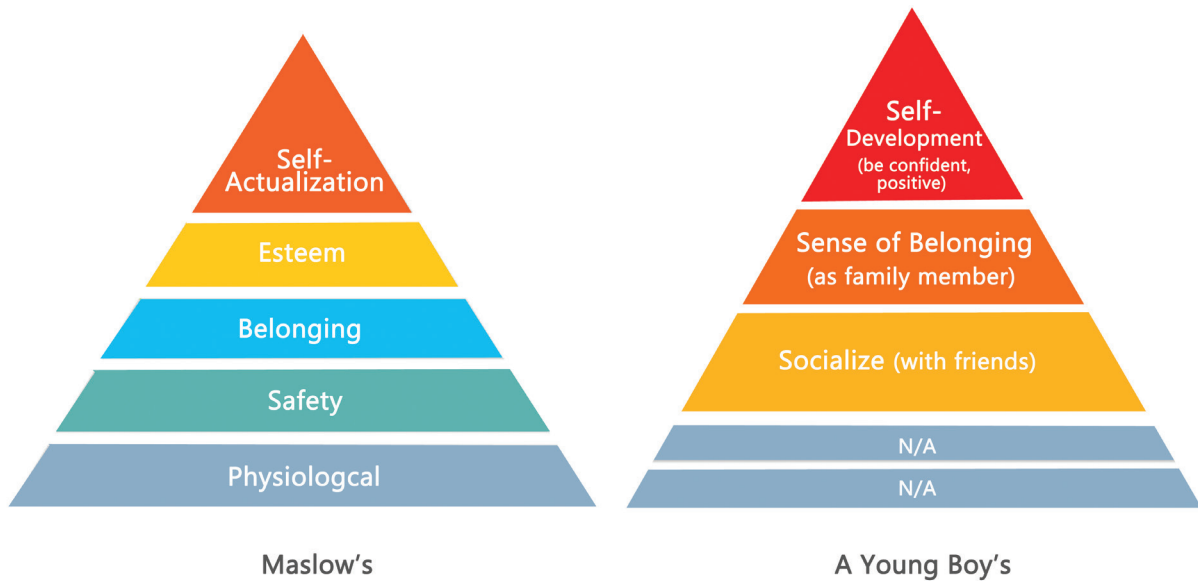 Self-
Actualization
Esteem
Belonging
Safety
Physiologcal
Maslow's
Self-
Development
(be confident,
positive)
Sense of Belonging
(as family member)
Socialize (with friends)
N/A
N/A
A Young Boy's